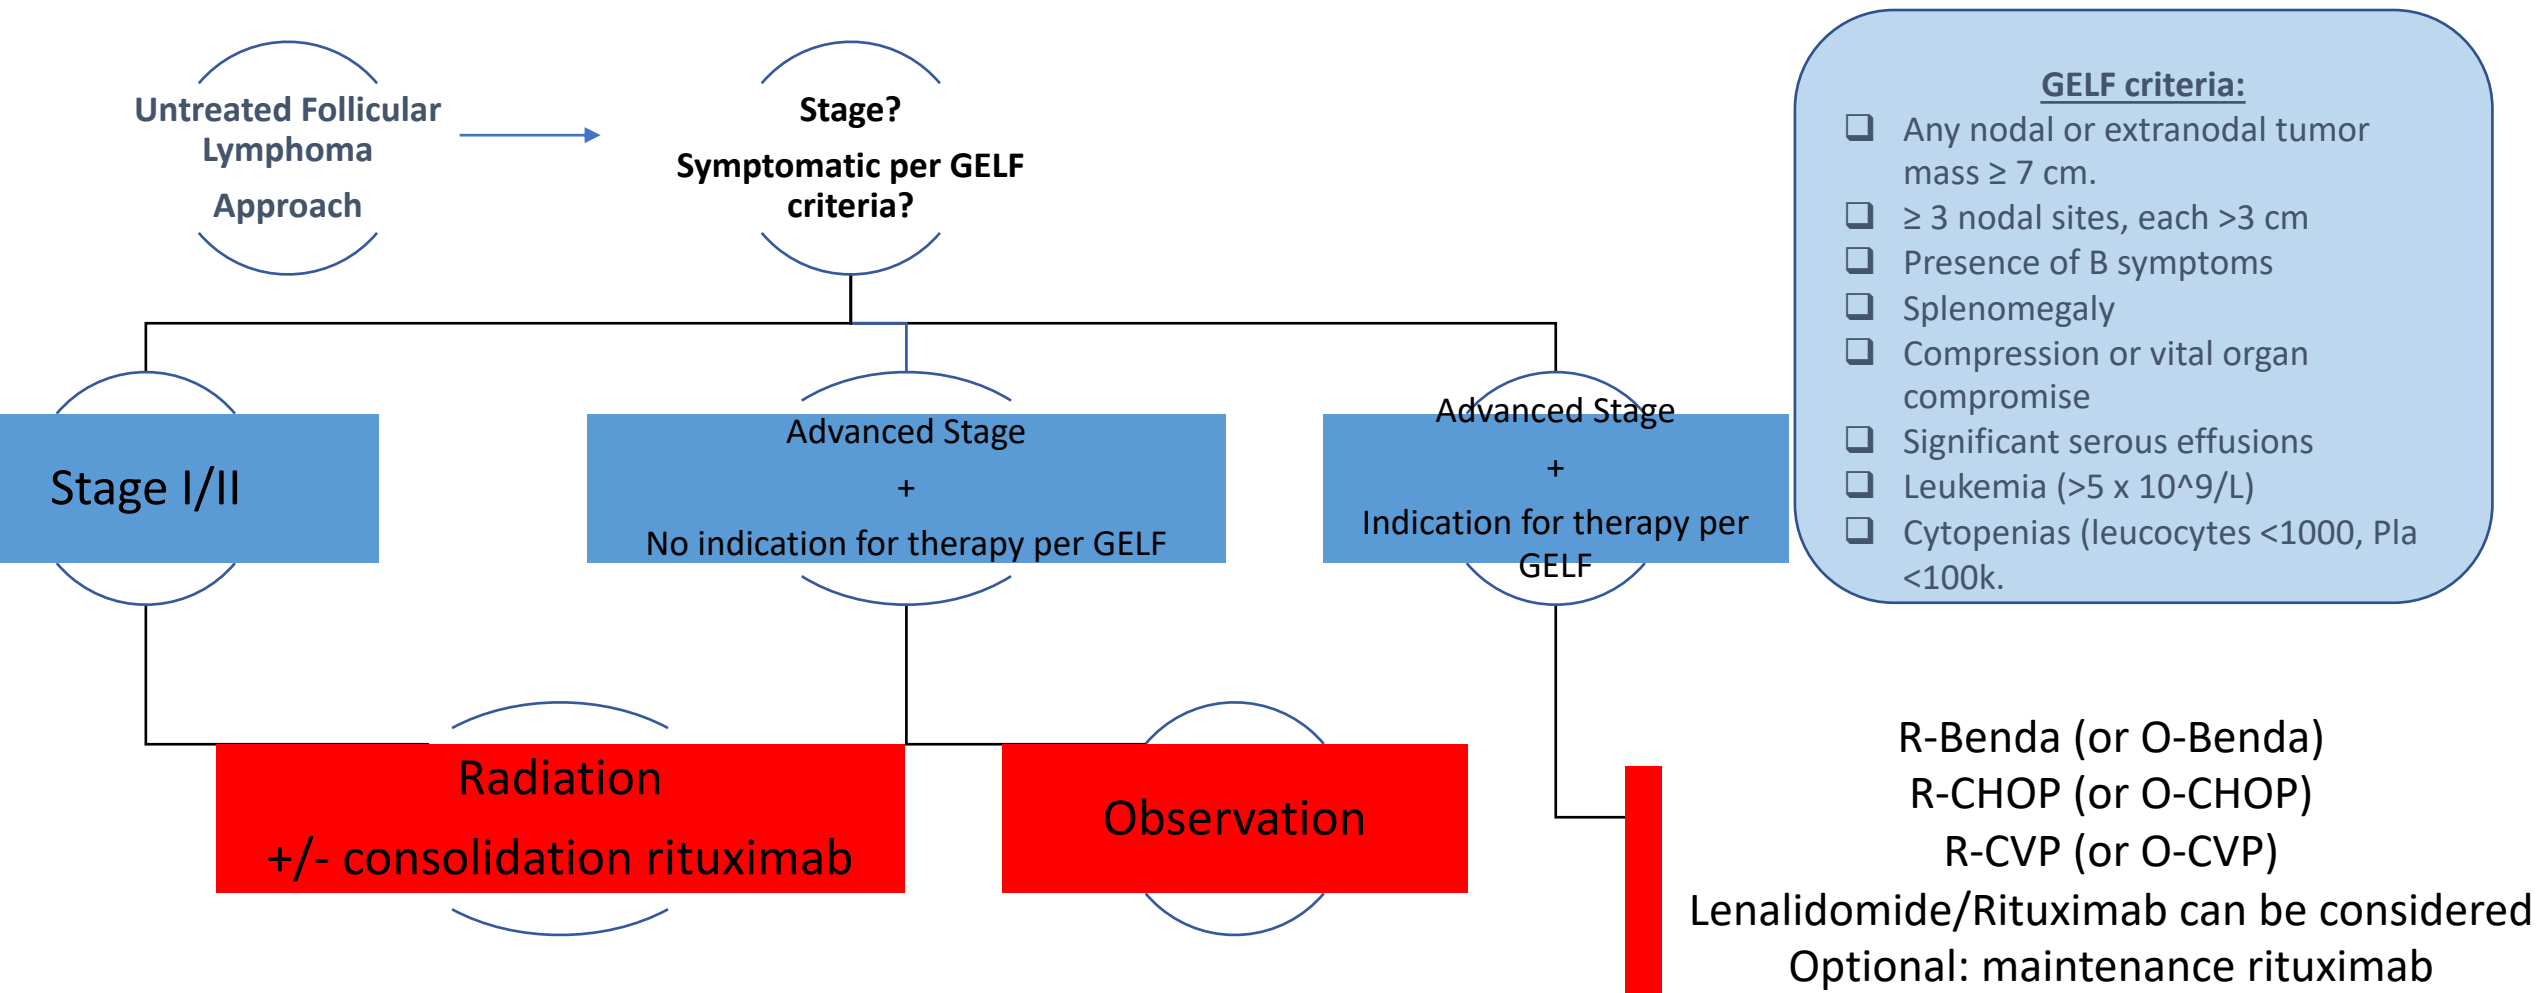 Untreated Follicular
Lymphoma
Approach
Stage?
Symptomatic per GELF
criteria?
GELF criteria:
❑ Any nodal or extranodal tumor
mass ≥ 7 cm.
❑ ≥ 3 nodal sites, each >3 cm
❑ Presence of B symptoms
❑ Splenomegaly
❑ Compression or vital organ
compromise
❑ Significant serous effusions
❑ Leukemia (>5 x 10^9/L)
❑ Cytopenias (leucocytes <1000, Pla
<100k.
Stage I/II
Advanced Stage
+
No indication for therapy per GELF
Advanced Stage
+
Indication for therapy per
GELF
Radiation
+/- consolidation rituximab
Observation
R-Benda (or O-Benda)
R-CHOP (or O-CHOP)
R-CVP (or O-CVP)
Lenalidomide/Rituximab can be considered
Optional: maintenance rituximab